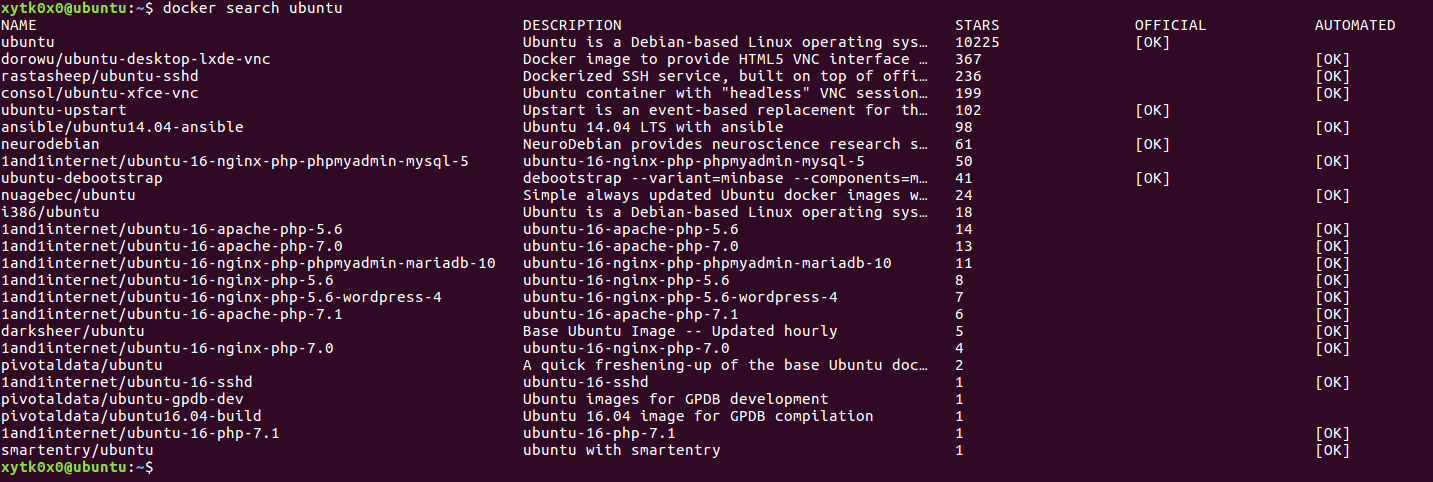 xytk0x0@ubuntu:~$ docker search ubuntu
NAME DESCRIPTION STARS OFFICIAL AUTOMATED
ubuntu Ubuntu is a Debian-based Linux operating sys… 10225 [OK]
dorowu/ubuntu-desktop-lxde-vnc Docker image to provide HTML5 VNC interface … 367 [OK]
rastasheep/ubuntu-sshd Dockerized SSH service, built on top of offi… 236 [OK]
consol/ubuntu-xfce-vnc Ubuntu container with "headless" VNC session… 199 [OK]
ubuntu-upstart Upstart is an event-based replacement for th… 102 [OK]
ansible/ubuntu14.04-ansible Ubuntu 14.04 LTS with ansible 98 [OK]
neurodebian NeuroDebian provides neuroscience research s… 61 [OK]
1and1internet/ubuntu-16-nginx-php-phpmyadmin-mysql-5 ubuntu-16-nginx-php-phpmyadmin-mysql-5 50 [OK]
ubuntu-debootstrap debootstrap --variant=minbase --components=m… 41 [OK]
nuagebec/ubuntu Simple always updated Ubuntu docker images w… 24 [OK]
i386/ubuntu Ubuntu is a Debian-based Linux operating sys… 18
1and1internet/ubuntu-16-apache-php-5.6 ubuntu-16-apache-php-5.6 14 [OK]
1and1internet/ubuntu-16-apache-php-7.0 ubuntu-16-apache-php-7.0 13 [OK]
1and1internet/ubuntu-16-nginx-php-phpmyadmin-mariadb-10 ubuntu-16-nginx-php-phpmyadmin-mariadb-10 11 [OK]
1and1internet/ubuntu-16-nginx-php-5.6 ubuntu-16-nginx-php-5.6 8 [OK]
1and1internet/ubuntu-16-nginx-php-5.6-wordpress-4 ubuntu-16-nginx-php-5.6-wordpress-4 7 [OK]
1and1internet/ubuntu-16-apache-php-7.1 ubuntu-16-apache-php-7.1 6 [OK]
darksheer/ubuntu Base Ubuntu Image -- Updated hourly 5 [OK]
1and1internet/ubuntu-16-nginx-php-7.0 ubuntu-16-nginx-php-7.0 4 [OK]
pivotaldata/ubuntu A quick freshening-up of the base Ubuntu doc… 2
1and1internet/ubuntu-16-sshd ubuntu-16-sshd 1 [OK]
pivotaldata/ubuntu-gpdb-dev Ubuntu images for GPDB development 1
pivotaldata/ubuntu16.04-build Ubuntu 16.04 image for GPDB compilation 1
1and1internet/ubuntu-16-php-7.1 ubuntu-16-php-7.1 1 [OK]
smartentry/ubuntu ubuntu with smartentry 1 [OK]
xytk0x0@ubuntu:~$